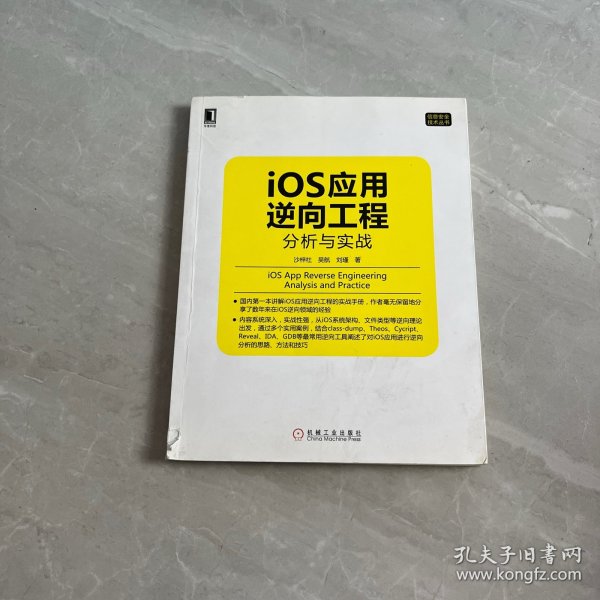 信息安全
技术丛书
iOS应用
逆向工程
分析与实战
沙梓社 吴航 刘瑾 著
iOS App Reverse Engineering
Analysis and Practice
国内第一本讲解iOS应用逆向工程的实战手册，作者毫无保留地分
享了数年来在iOS逆向领域的经验
内容系统深入，实战性强，从iOS系统架构、文件类型等逆向理论
出发，通过多个实用案例，结合class-dump、Theos、Cycript、
Reveal、IDA、GDB等最常用逆向工具阐述了对iOS应用进行逆向
分析的思路、方法和技巧
机械工业出版社
China Machine Press
孔夫子旧书网
www.kongfz.com